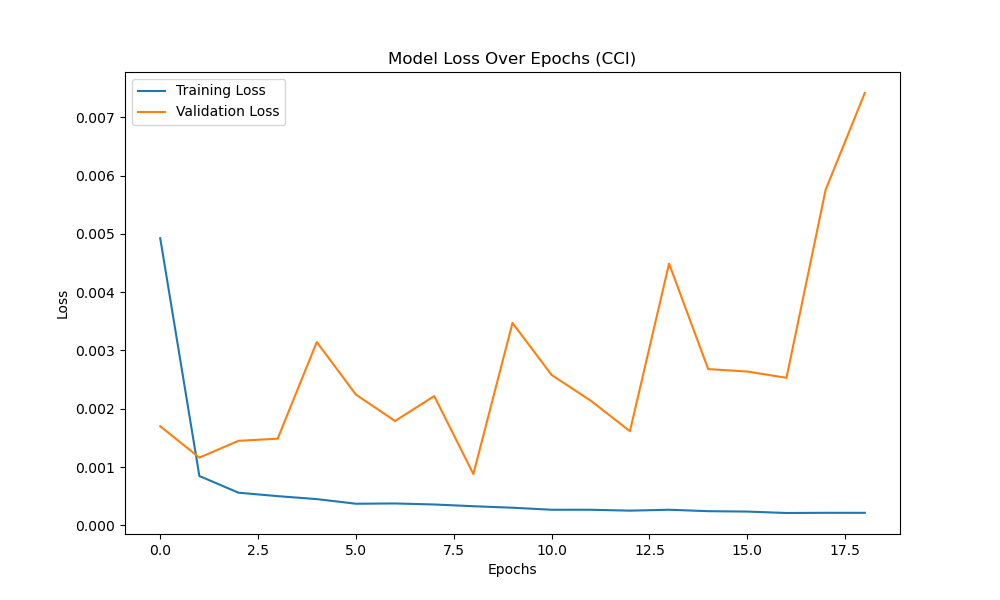 Model Loss Over Epochs (CCI)
Training Loss
Validation Loss
0.007
0.006
0.005
0.004
0.003
0.002
0.001
0.000
Loss
0.0 2.5 5.0 7.5 10.0 12.5 15.0 17.5
Epochs